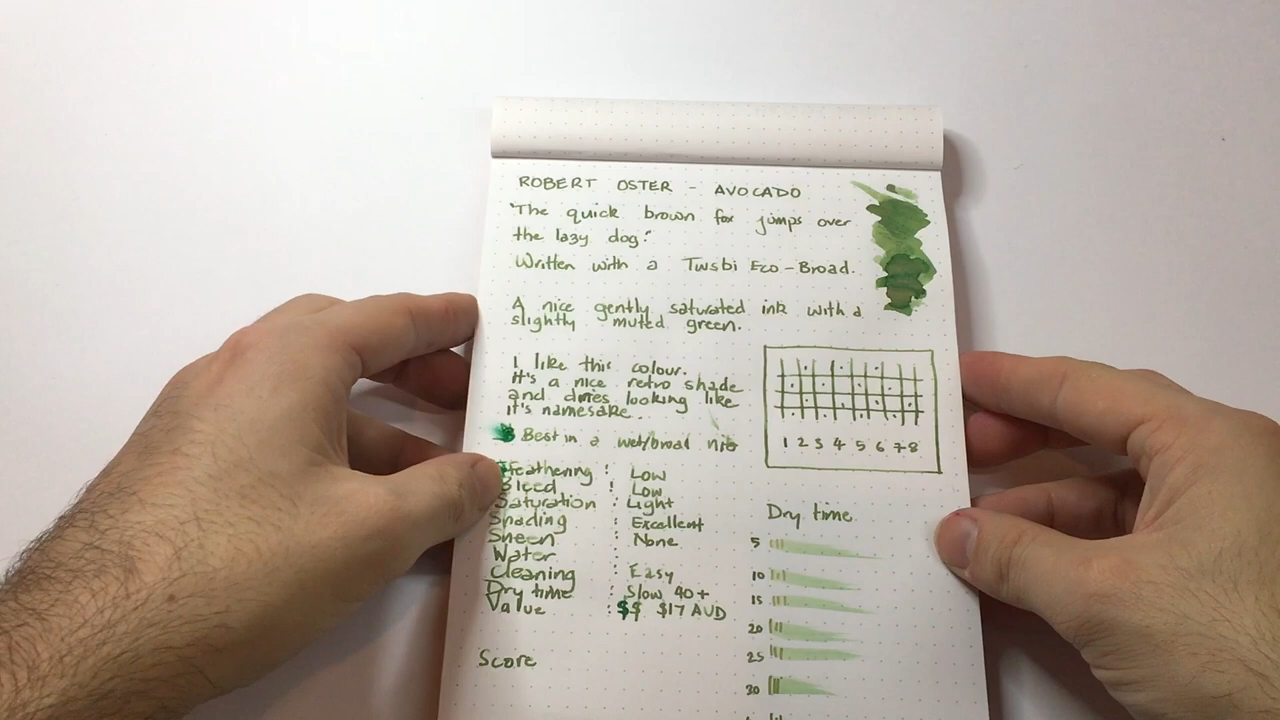 ROBERT OSTER - AVOCADO
"The quick brown fox jumps over
the lazy dog."
Written with a Twsbi Eco - Broad.
A nice gently saturated ink with a
slightly muted green.
I like this colour.
It's a nice retro shade
and dries looking like
it's namesake.
Best in a wet/broad nib
1 2 3 4 5 6 7 8
Feathering : Low
Bleed : Low
Saturation : Light
Shading : Excellent
Sheen : None
Water :
Cleaning : Easy
Dry time : Slow 40+
Value : $$ $17 AUD
Score
Dry time
5
10
15
20
25
30